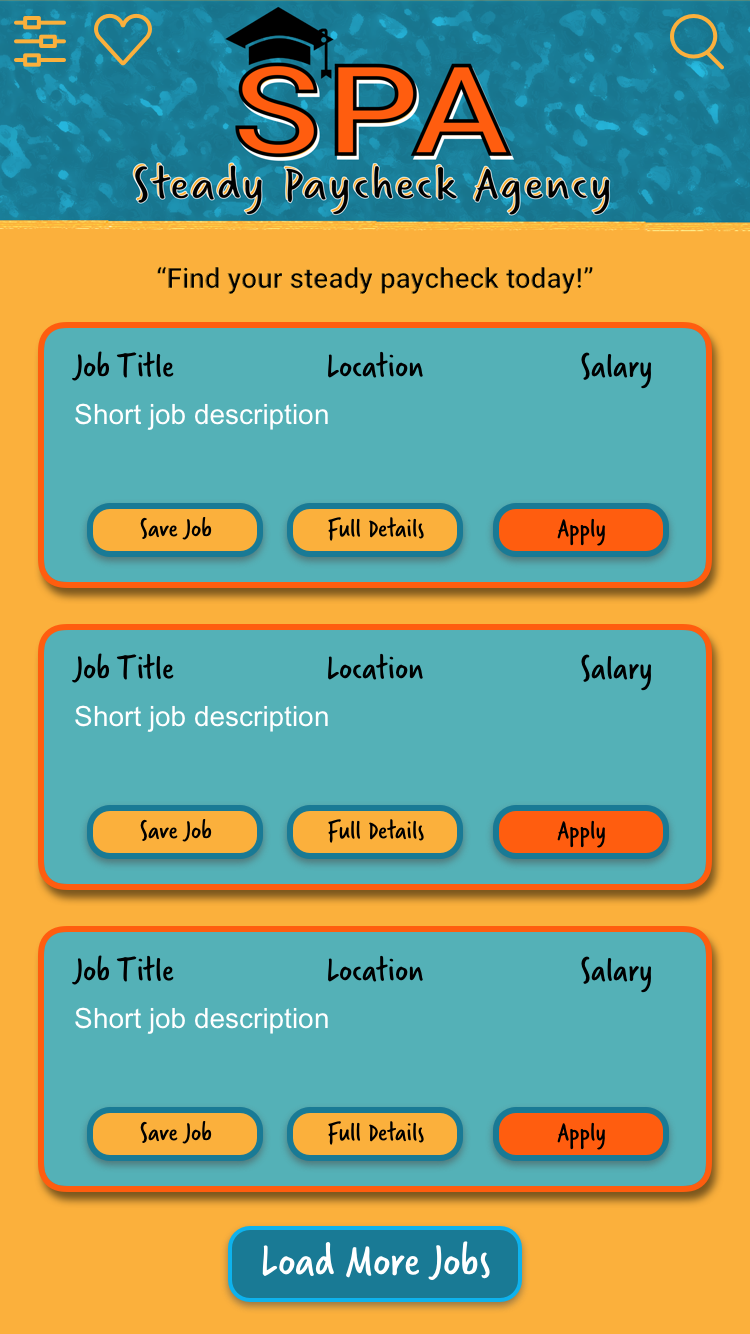 SPA
Steady Paycheck Agency
“Find your steady paycheck today!”
Job Title Location Salary
Short job description
Save Job Full Details Apply
Job Title Location Salary
Short job description
Save Job Full Details Apply
Job Title Location Salary
Short job description
Save Job Full Details Apply
Load More Jobs